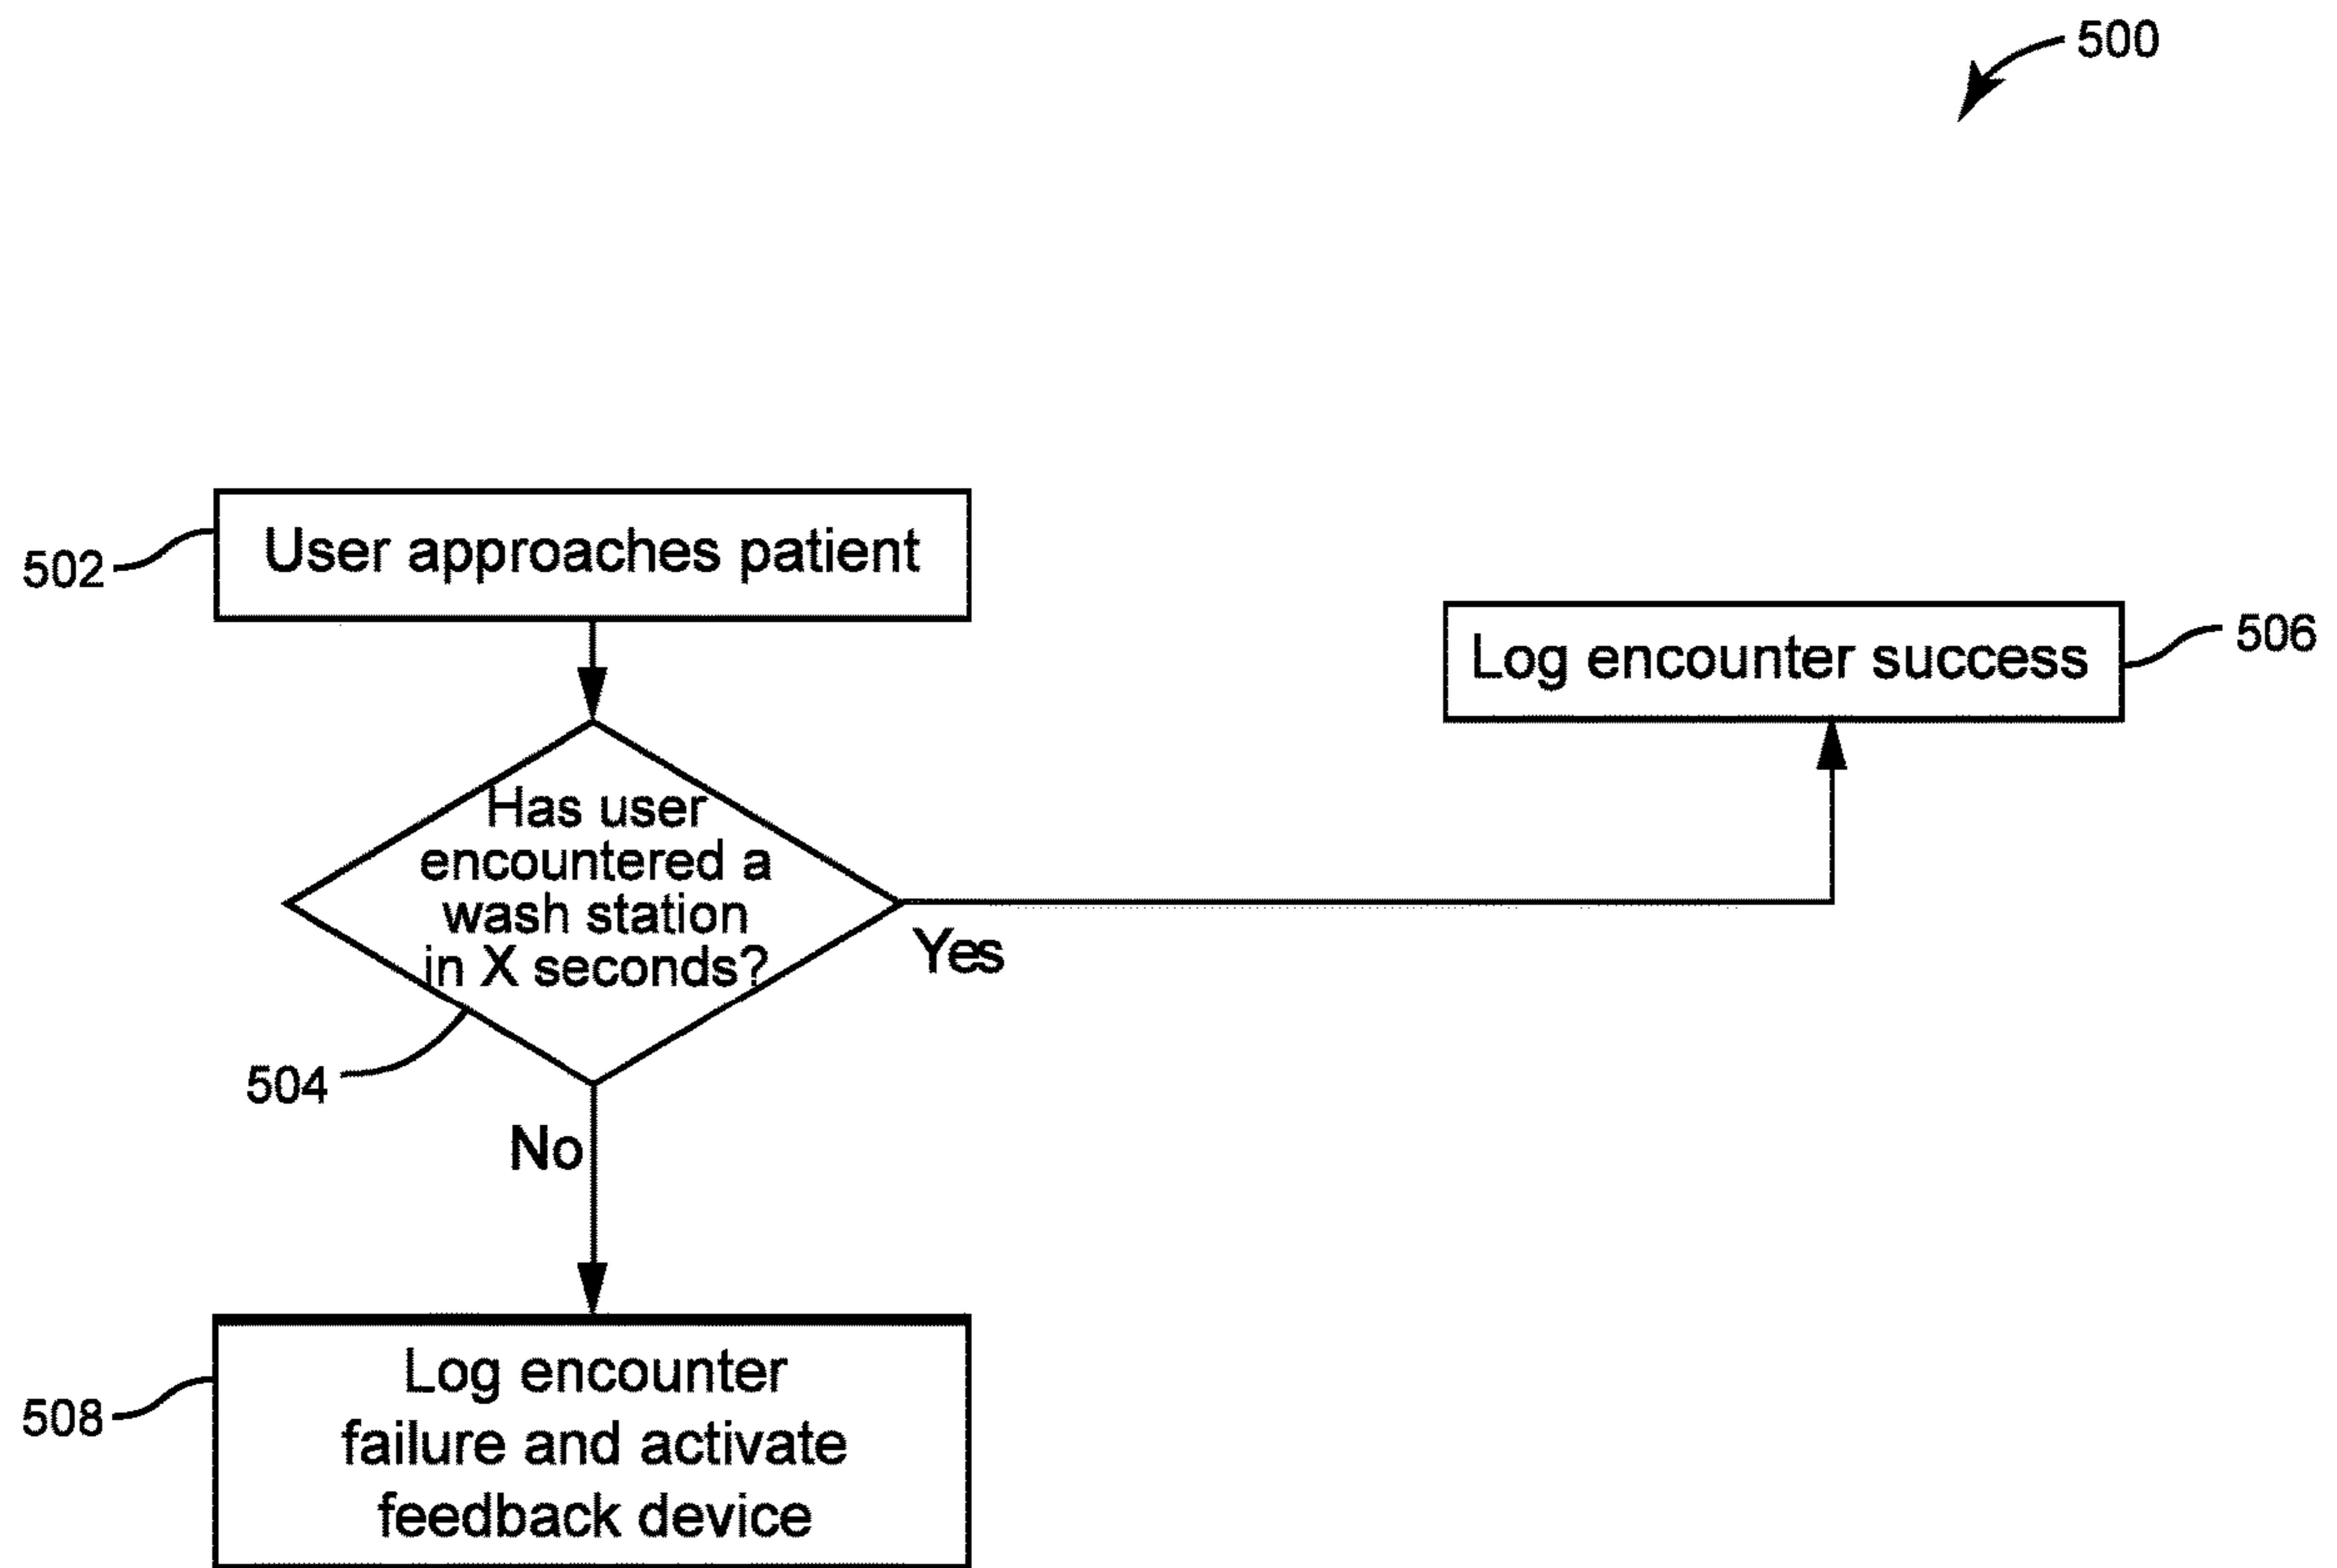 500
502
User approaches patient
Log encounter success
506
Has user
encountered a
wash station
in X seconds?
Yes
504
No
508
Log encounter
failure and activate
feedback device